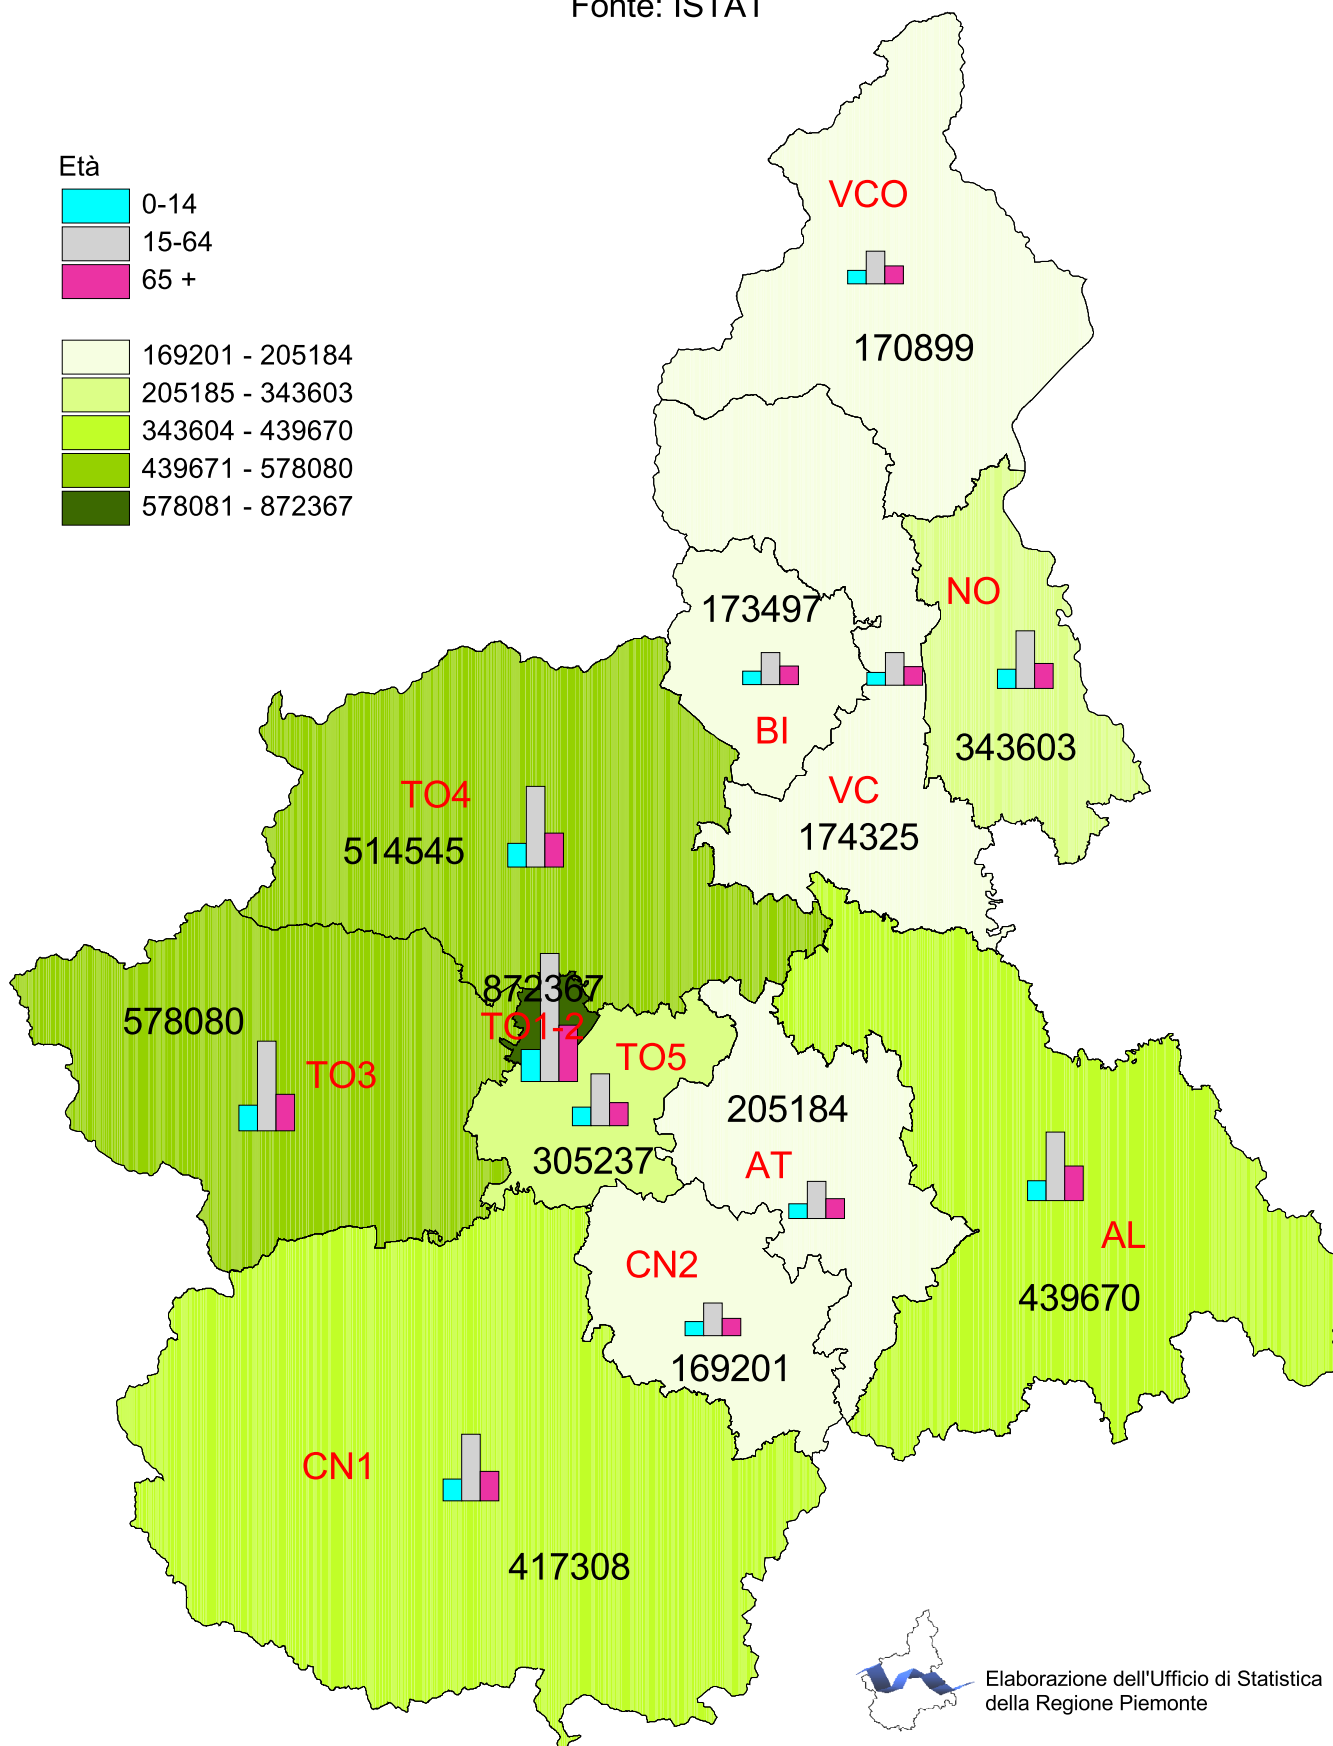 Fonte: ISTAT
Età
0-14
15-64
65 +
169201 - 205184
205185 - 343603
343604 - 439670
439671 - 578080
578081 - 872367
VCO
170899
NO
343603
173497
BI
VC
174325
TO4
514545
872367
TO1-2
578080
TO3
TO5
305237
205184
AT
AL
439670
CN2
169201
CN1
417308
Elaborazione dell'Ufficio di Statistica
della Regione Piemonte